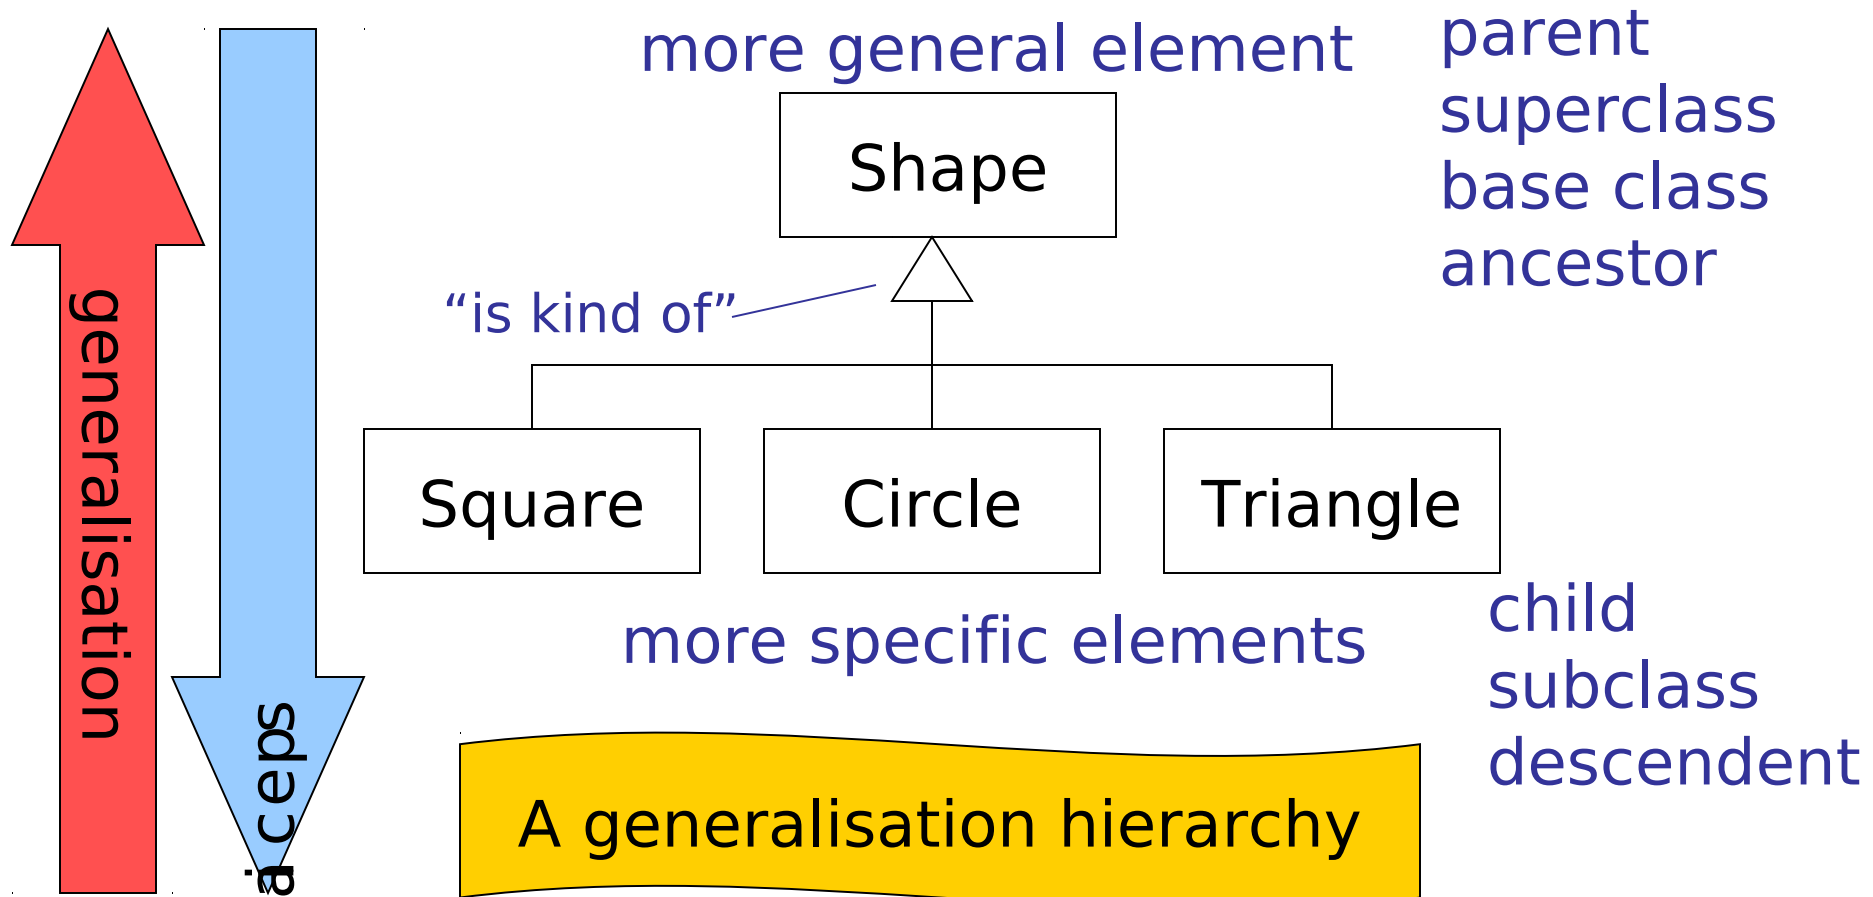 more general element
parent
superclass
base class
ancestor
Shape
“is kind of”
generalisation
Square
Circle
Triangle
more specific elements
child
subclass
descendent
A generalisation hierarchy